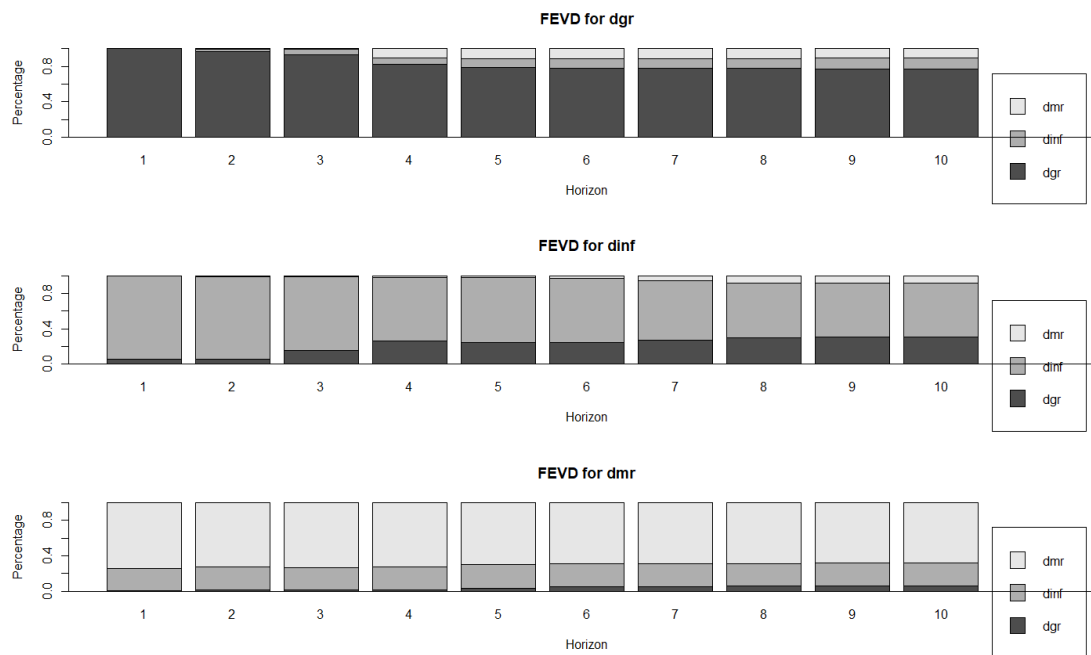 FEVD for dgr
Percentage
0.0 0.4 0.8
1 2 3 4 5 6 7 8 9 10
Horizon
dmr
dinf
dgr
FEVD for dinf
Percentage
0.0 0.4 0.8
1 2 3 4 5 6 7 8 9 10
Horizon
dmr
dinf
dgr
FEVD for dmr
Percentage
0.0 0.4 0.8
1 2 3 4 5 6 7 8 9 10
Horizon
dmr
dinf
dgr